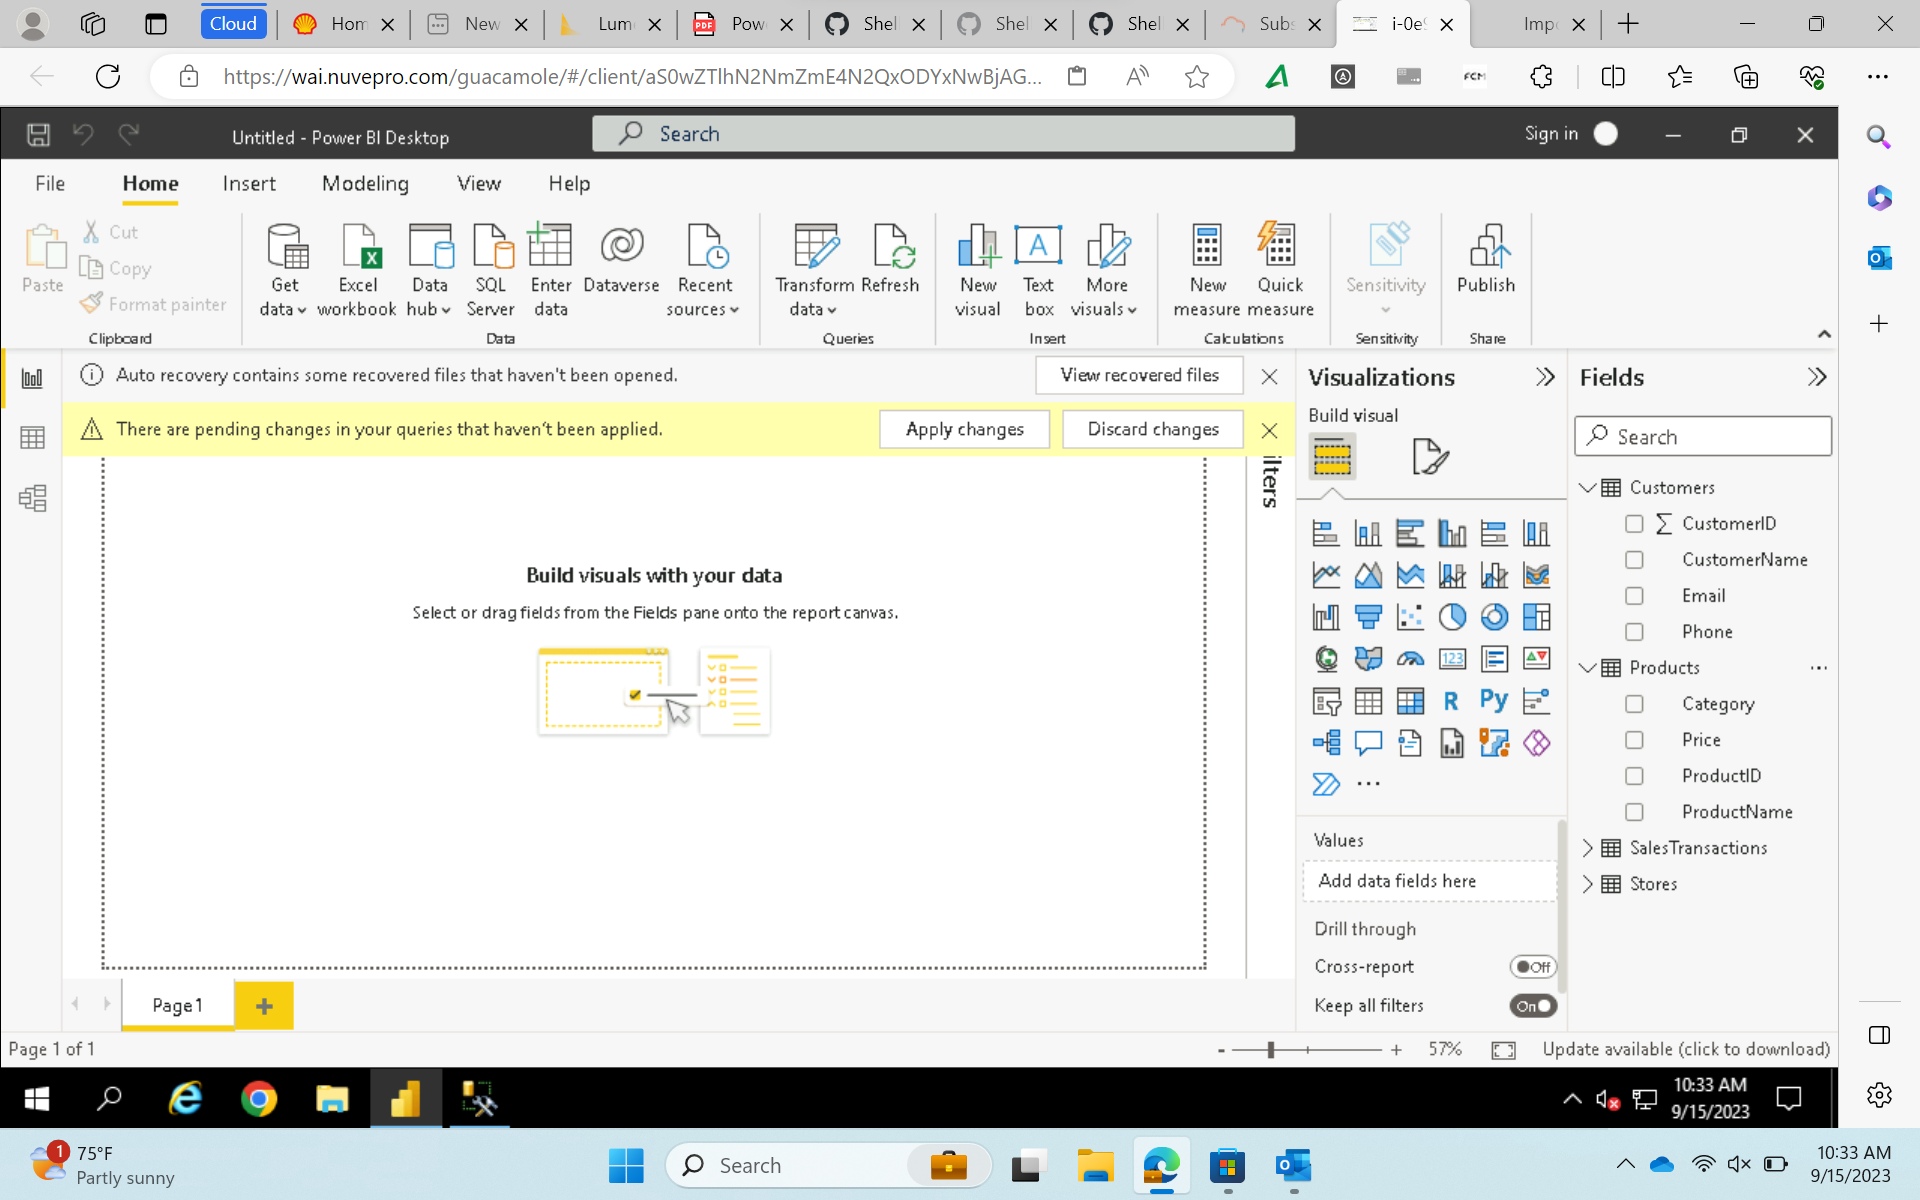 Cloud
Hom
New
Lum
Pow
Shel
Shel
Shel
Subs
i-0e
Impo
https://wai.nuvepro.com/guacamole/#/client/aS0wZTlhN2NmZmE4N2QxODYxNwBjAG...
Untitled - Power BI Desktop
Search
Sign in
File Home Insert Modeling View Help
Paste
Cut
Copy
Format painter
Clipboard
Get data
Excel workbook
Data hub
SQL Server
Enter data
Dataverse
Recent sources
Data
Transform data
Refresh
Queries
New visual
Text box
More visuals
Insert
New measure
Quick measure
Calculations
Sensitivity
Sensitivity
Publish
Share
Auto recovery contains some recovered files that haven't been opened.
View recovered files
There are pending changes in your queries that haven't been applied.
Apply changes
Discard changes
Build visuals with your data
Select or drag fields from the Fields pane onto the report canvas.
ilters
Visualizations
Build visual
123
R
Py
Values
Add data fields here
Drill through
Cross-report
Off
Keep all filters
On
Fields
Search
Customers
CustomerID
CustomerName
Email
Phone
Products
Category
Price
ProductID
ProductName
SalesTransactions
Stores
Page 1
Page 1 of 1
57%
Update available (click to download)
10:33 AM
9/15/2023
1
75°F
Partly sunny
Search
10:33 AM
9/15/2023